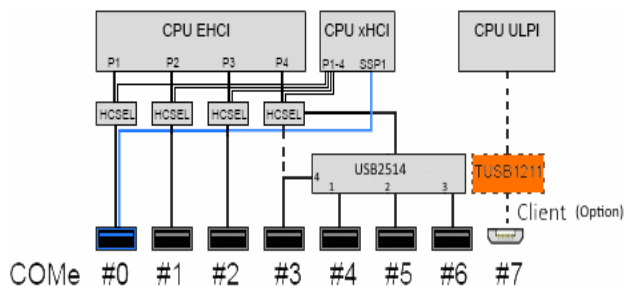 CPU EHCI CPU xHCI CPU ULPI
P1 P2 P3 P4 P1-4 SSP1
HCSEL HCSEL HCSEL HCSEL
USB2514 TUSB1211
4 1 2 3
Client (Option)
COMe #0 #1 #2 #3 #4 #5 #6 #7